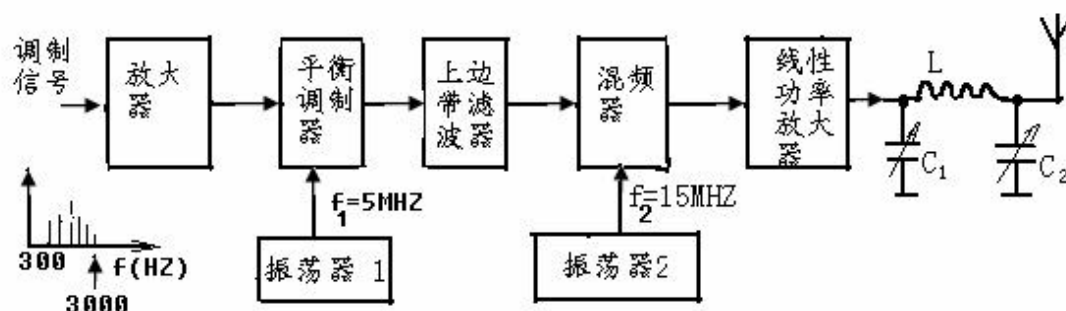 调制
信号
放大
器
平衡
调制
器
上边
带滤
波器
混频
器
线性
功率
放大
器
L
C1
C2
f1=5MHZ
f2=15MHZ
振荡器 1
振荡器2
300
f(HZ)
3000